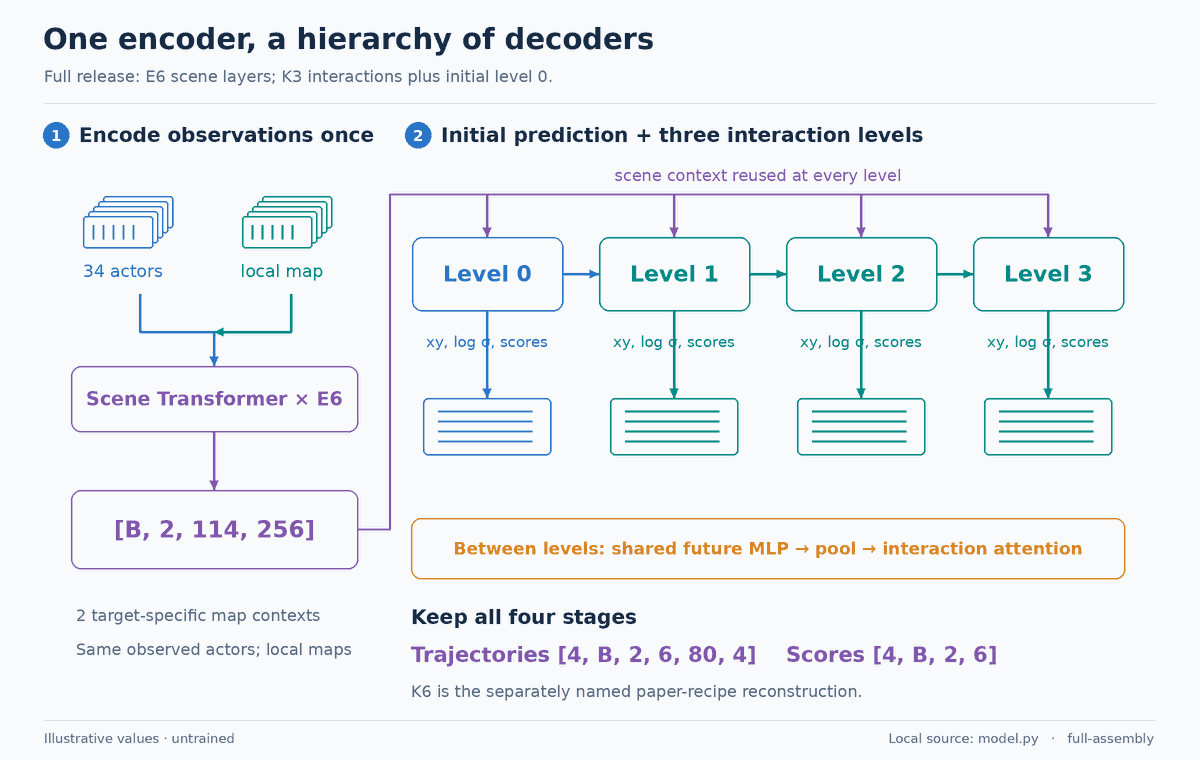 One encoder, a hierarchy of decoders
Full release: E6 scene layers; K3 interactions plus initial level 0.
1 Encode observations once
2 Initial prediction + three interaction levels
scene context reused at every level
34 actors
local map
Level 0
Level 1
Level 2
Level 3
xy, log σ, scores
xy, log σ, scores
xy, log σ, scores
xy, log σ, scores
Scene Transformer × E6
[B, 2, 114, 256]
Between levels: shared future MLP → pool → interaction attention
2 target-specific map contexts
Same observed actors; local maps
Keep all four stages
Trajectories [4, B, 2, 6, 80, 4] Scores [4, B, 2, 6]
K6 is the separately named paper-recipe reconstruction.
Illustrative values · untrained
Local source: model.py · full-assembly